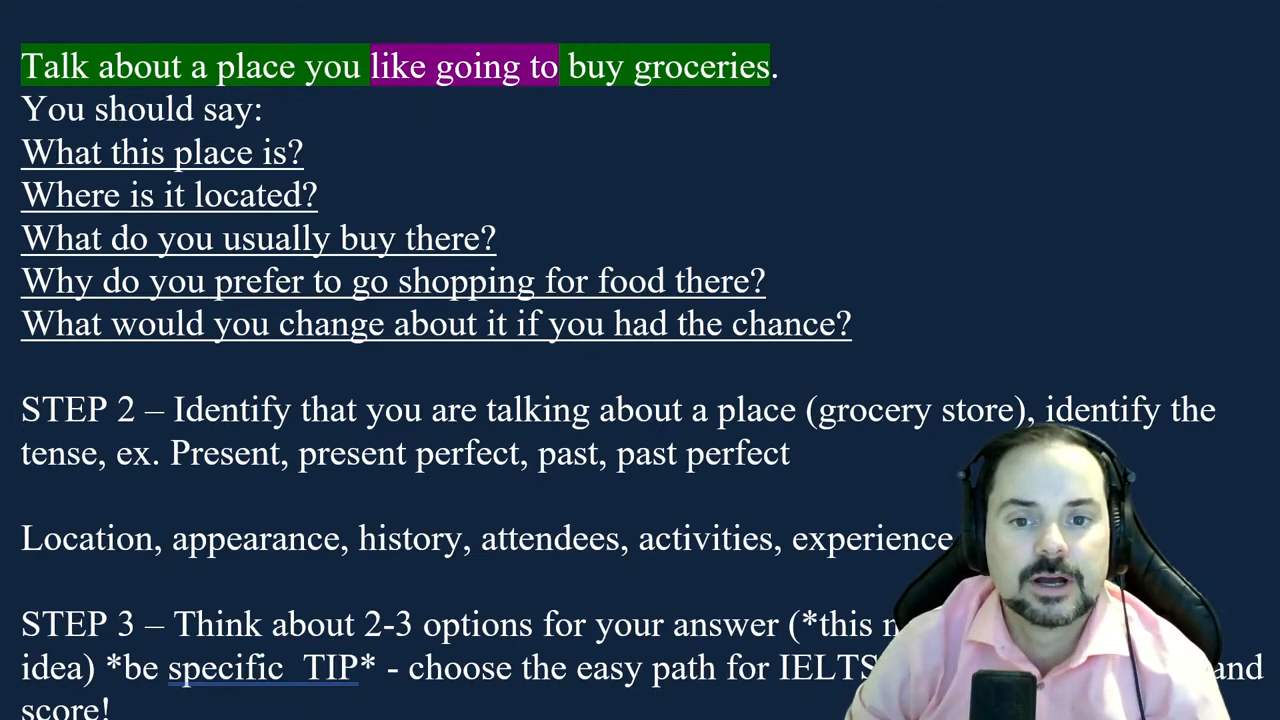 Talk about a place you like going to buy groceries.
You should say:
What this place is?
Where is it located?
What do you usually buy there?
Why do you prefer to go shopping for food there?
What would you change about it if you had the chance?
STEP 2 – Identify that you are talking about a place (grocery store), identify the
tense, ex. Present, present perfect, past, past perfect
Location, appearance, history, attendees, activities, experience
STEP 3 – Think about 2-3 options for your answer (*this
idea) *be specific TIP* - choose the easy path for IELTS and
score!